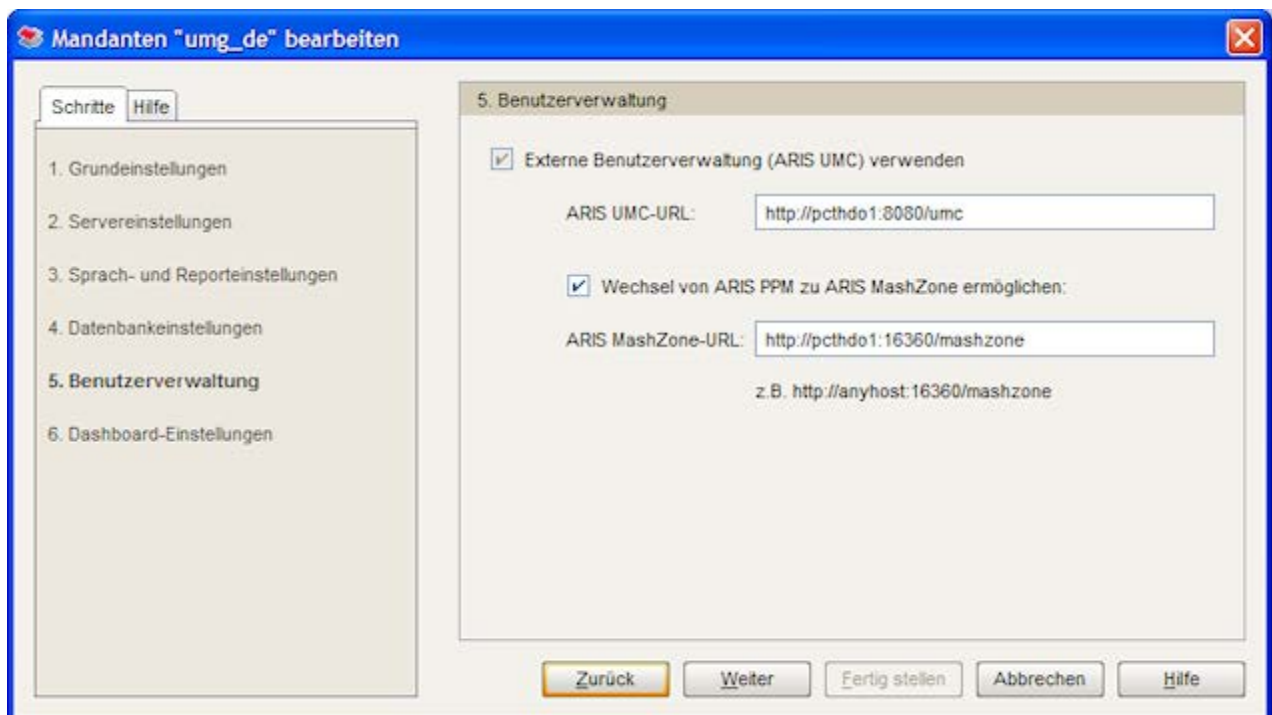 Mandanten "umg_de" bearbeiten
Schritte Hilfe
1. Grundeinstellungen
2. Servereinstellungen
3. Sprach- und Reporteinstellungen
4. Datenbankeinstellungen
5. Benutzerverwaltung
6. Dashboard-Einstellungen
5. Benutzerverwaltung
Externe Benutzerverwaltung (ARIS UMC) verwenden
ARIS UMC-URL: http://pcthdo1:8080/umc
Wechsel von ARIS PPM zu ARIS MashZone ermöglichen:
ARIS MashZone-URL: http://pcthdo1:16360/mashzone
z.B. http://anyhost:16360/mashzone
Zurück Weiter Fertig stellen Abbrechen Hilfe